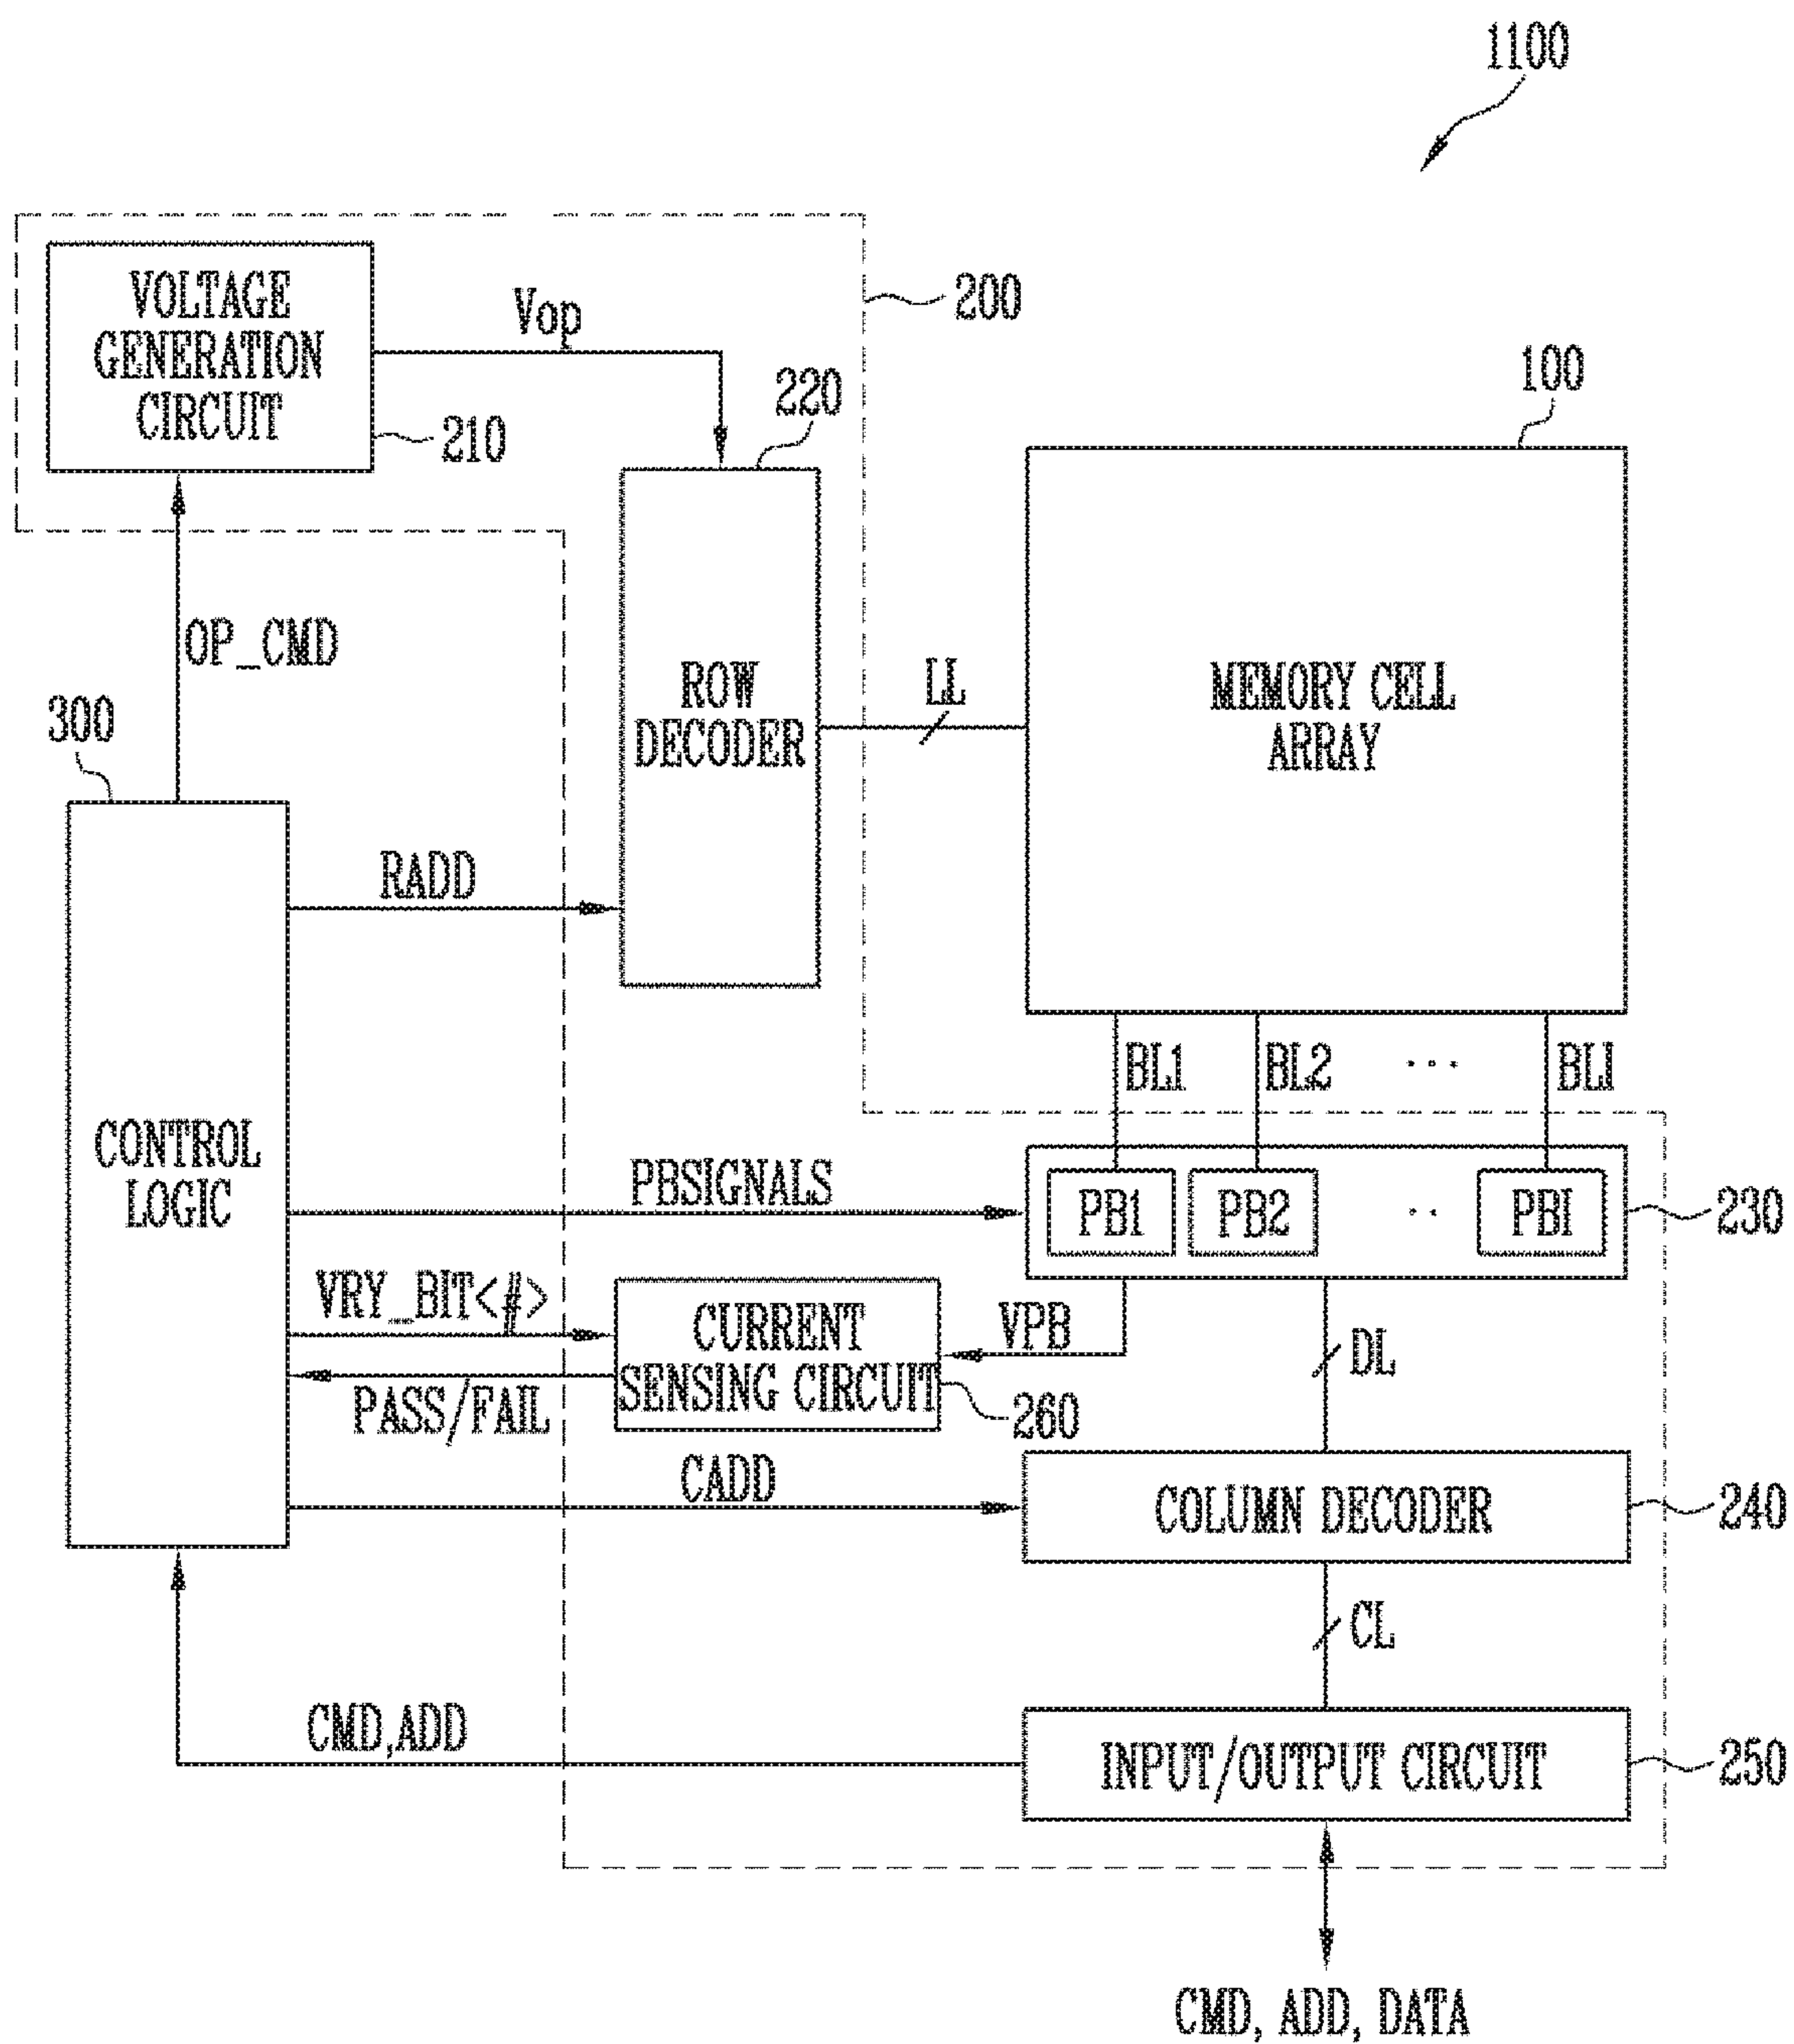 1100
VOLTAGE
GENERATION
CIRCUIT
210
Vop
200
220
100
OP_CMD
ROW
DECODER
LL
MEMORY CELL
ARRAY
300
RADD
BL1
BL2
...
BLI
CONTROL
LOGIC
PBSIGNALS
PB1
PB2
..
PBI
230
VRY_BIT<#>
CURRENT
SENSING CIRCUIT
VPB
DL
PASS/FAIL
260
CADD
COLUMN DECODER
240
CL
CMD,ADD
INPUT/OUTPUT CIRCUIT
250
CMD, ADD, DATA